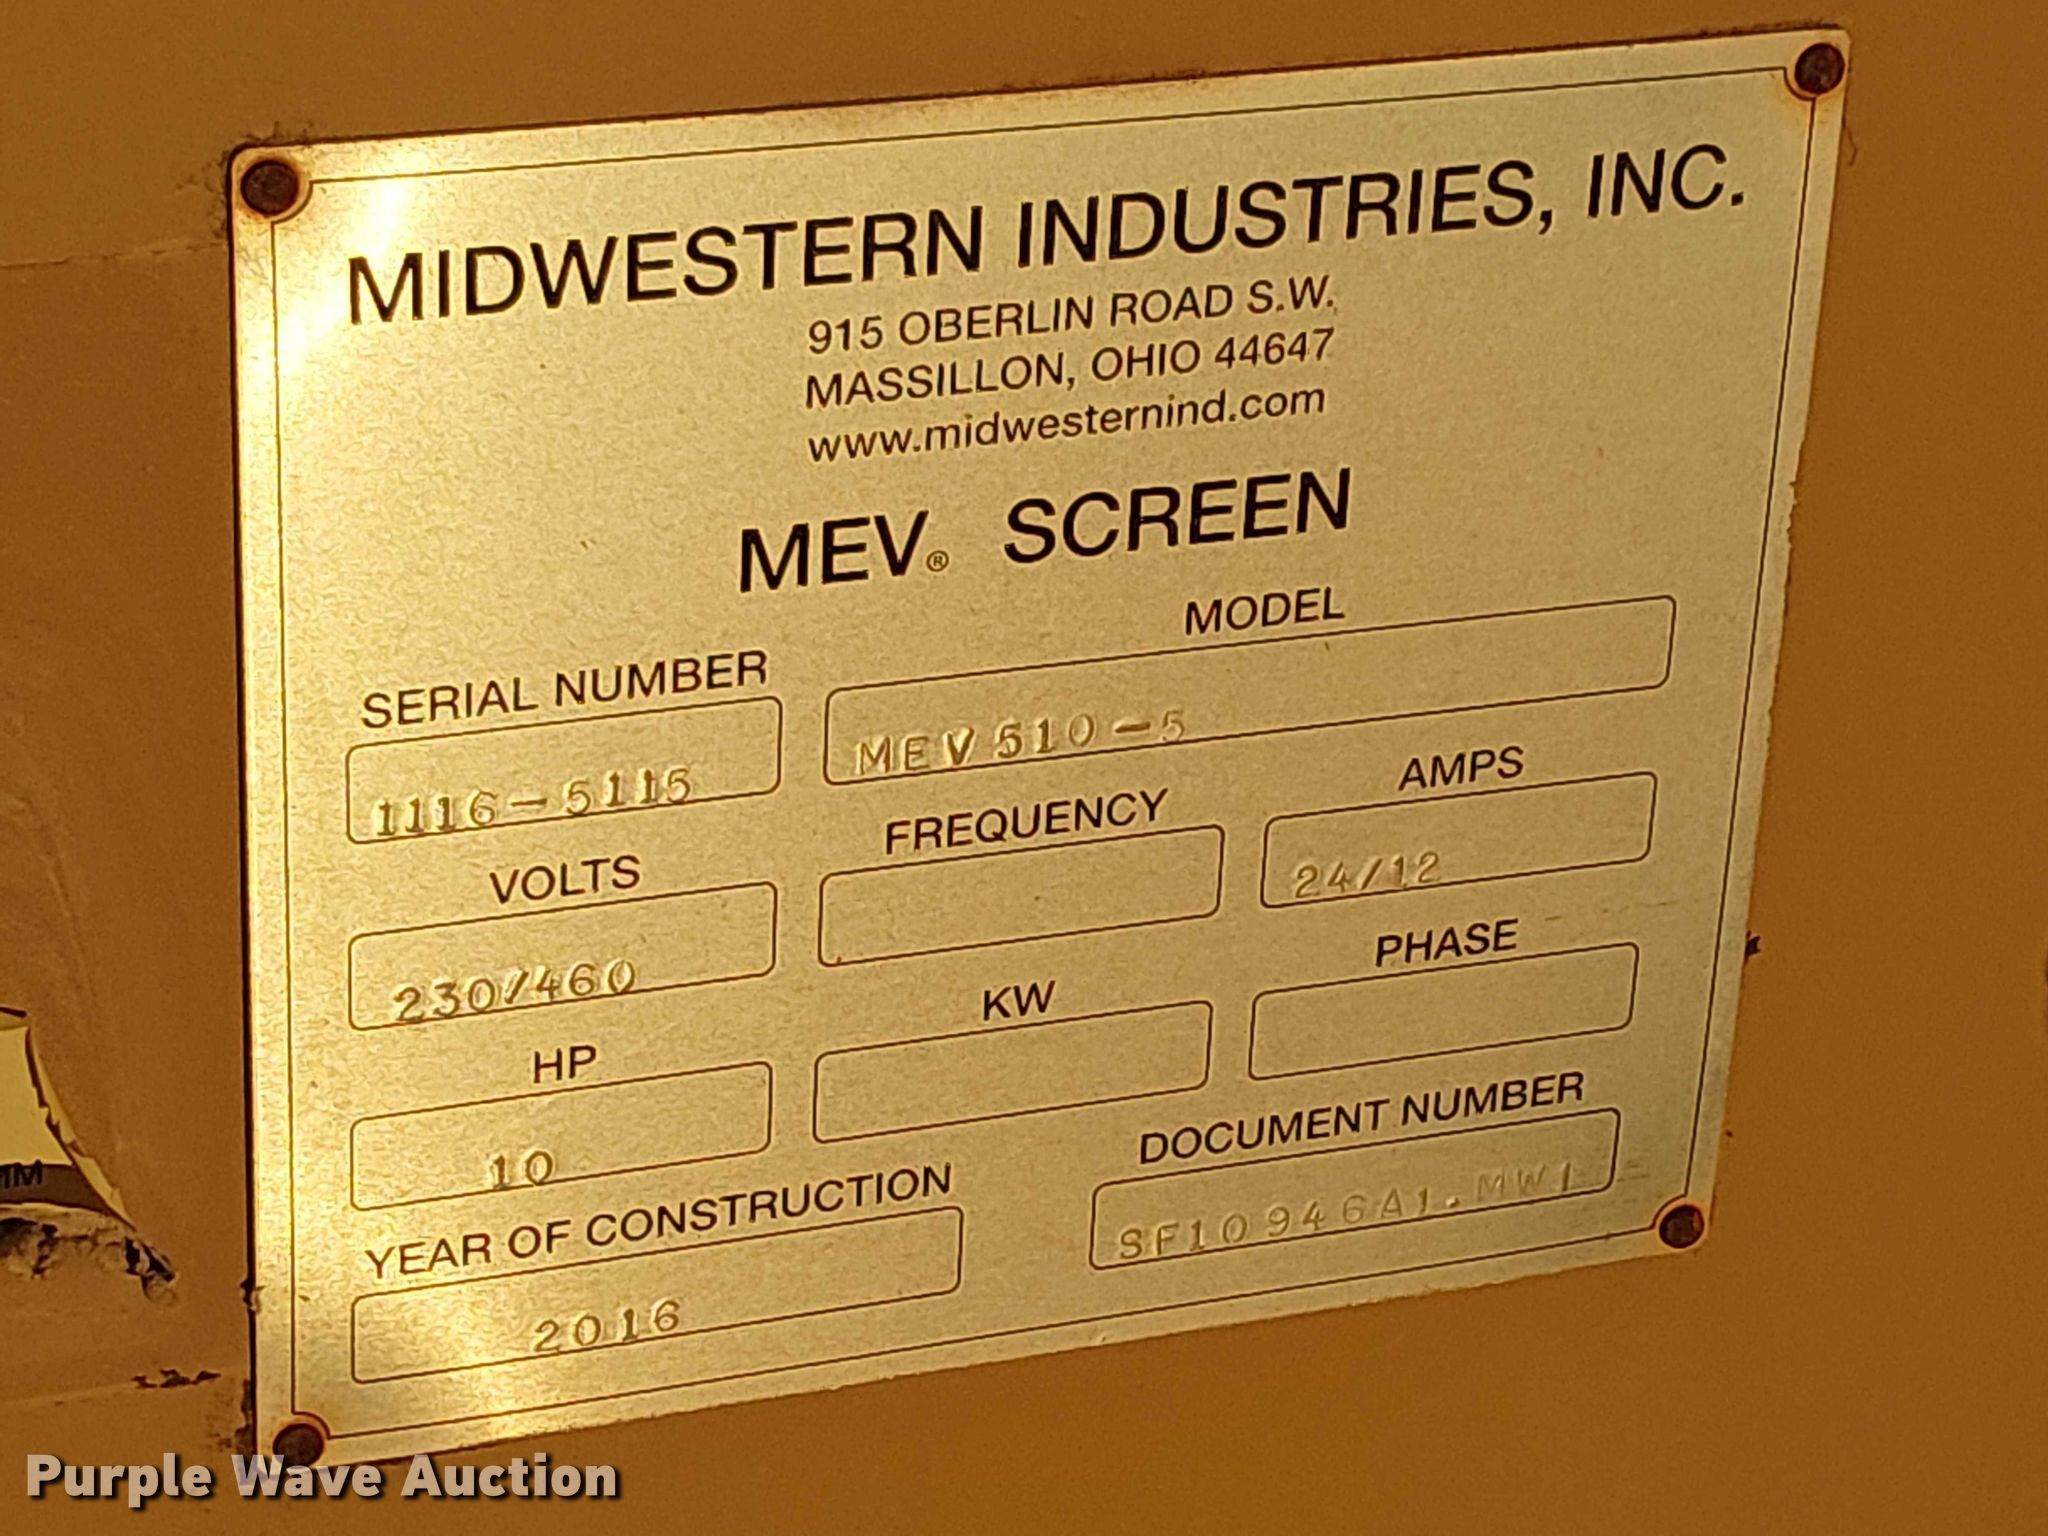 MIDWESTERN INDUSTRIES, INC.
915 OBERLIN ROAD S.W.
MASSILLON, OHIO 44647
www.midwesternind.com
MEV® SCREEN
SERIAL NUMBER
MODEL
1116-5115
MEV510-5
VOLTS
FREQUENCY
AMPS
230/460
24/12
HP
KW
PHASE
10
YEAR OF CONSTRUCTION
DOCUMENT NUMBER
2016
SF10946A1.MW1
Purple Wave Auction